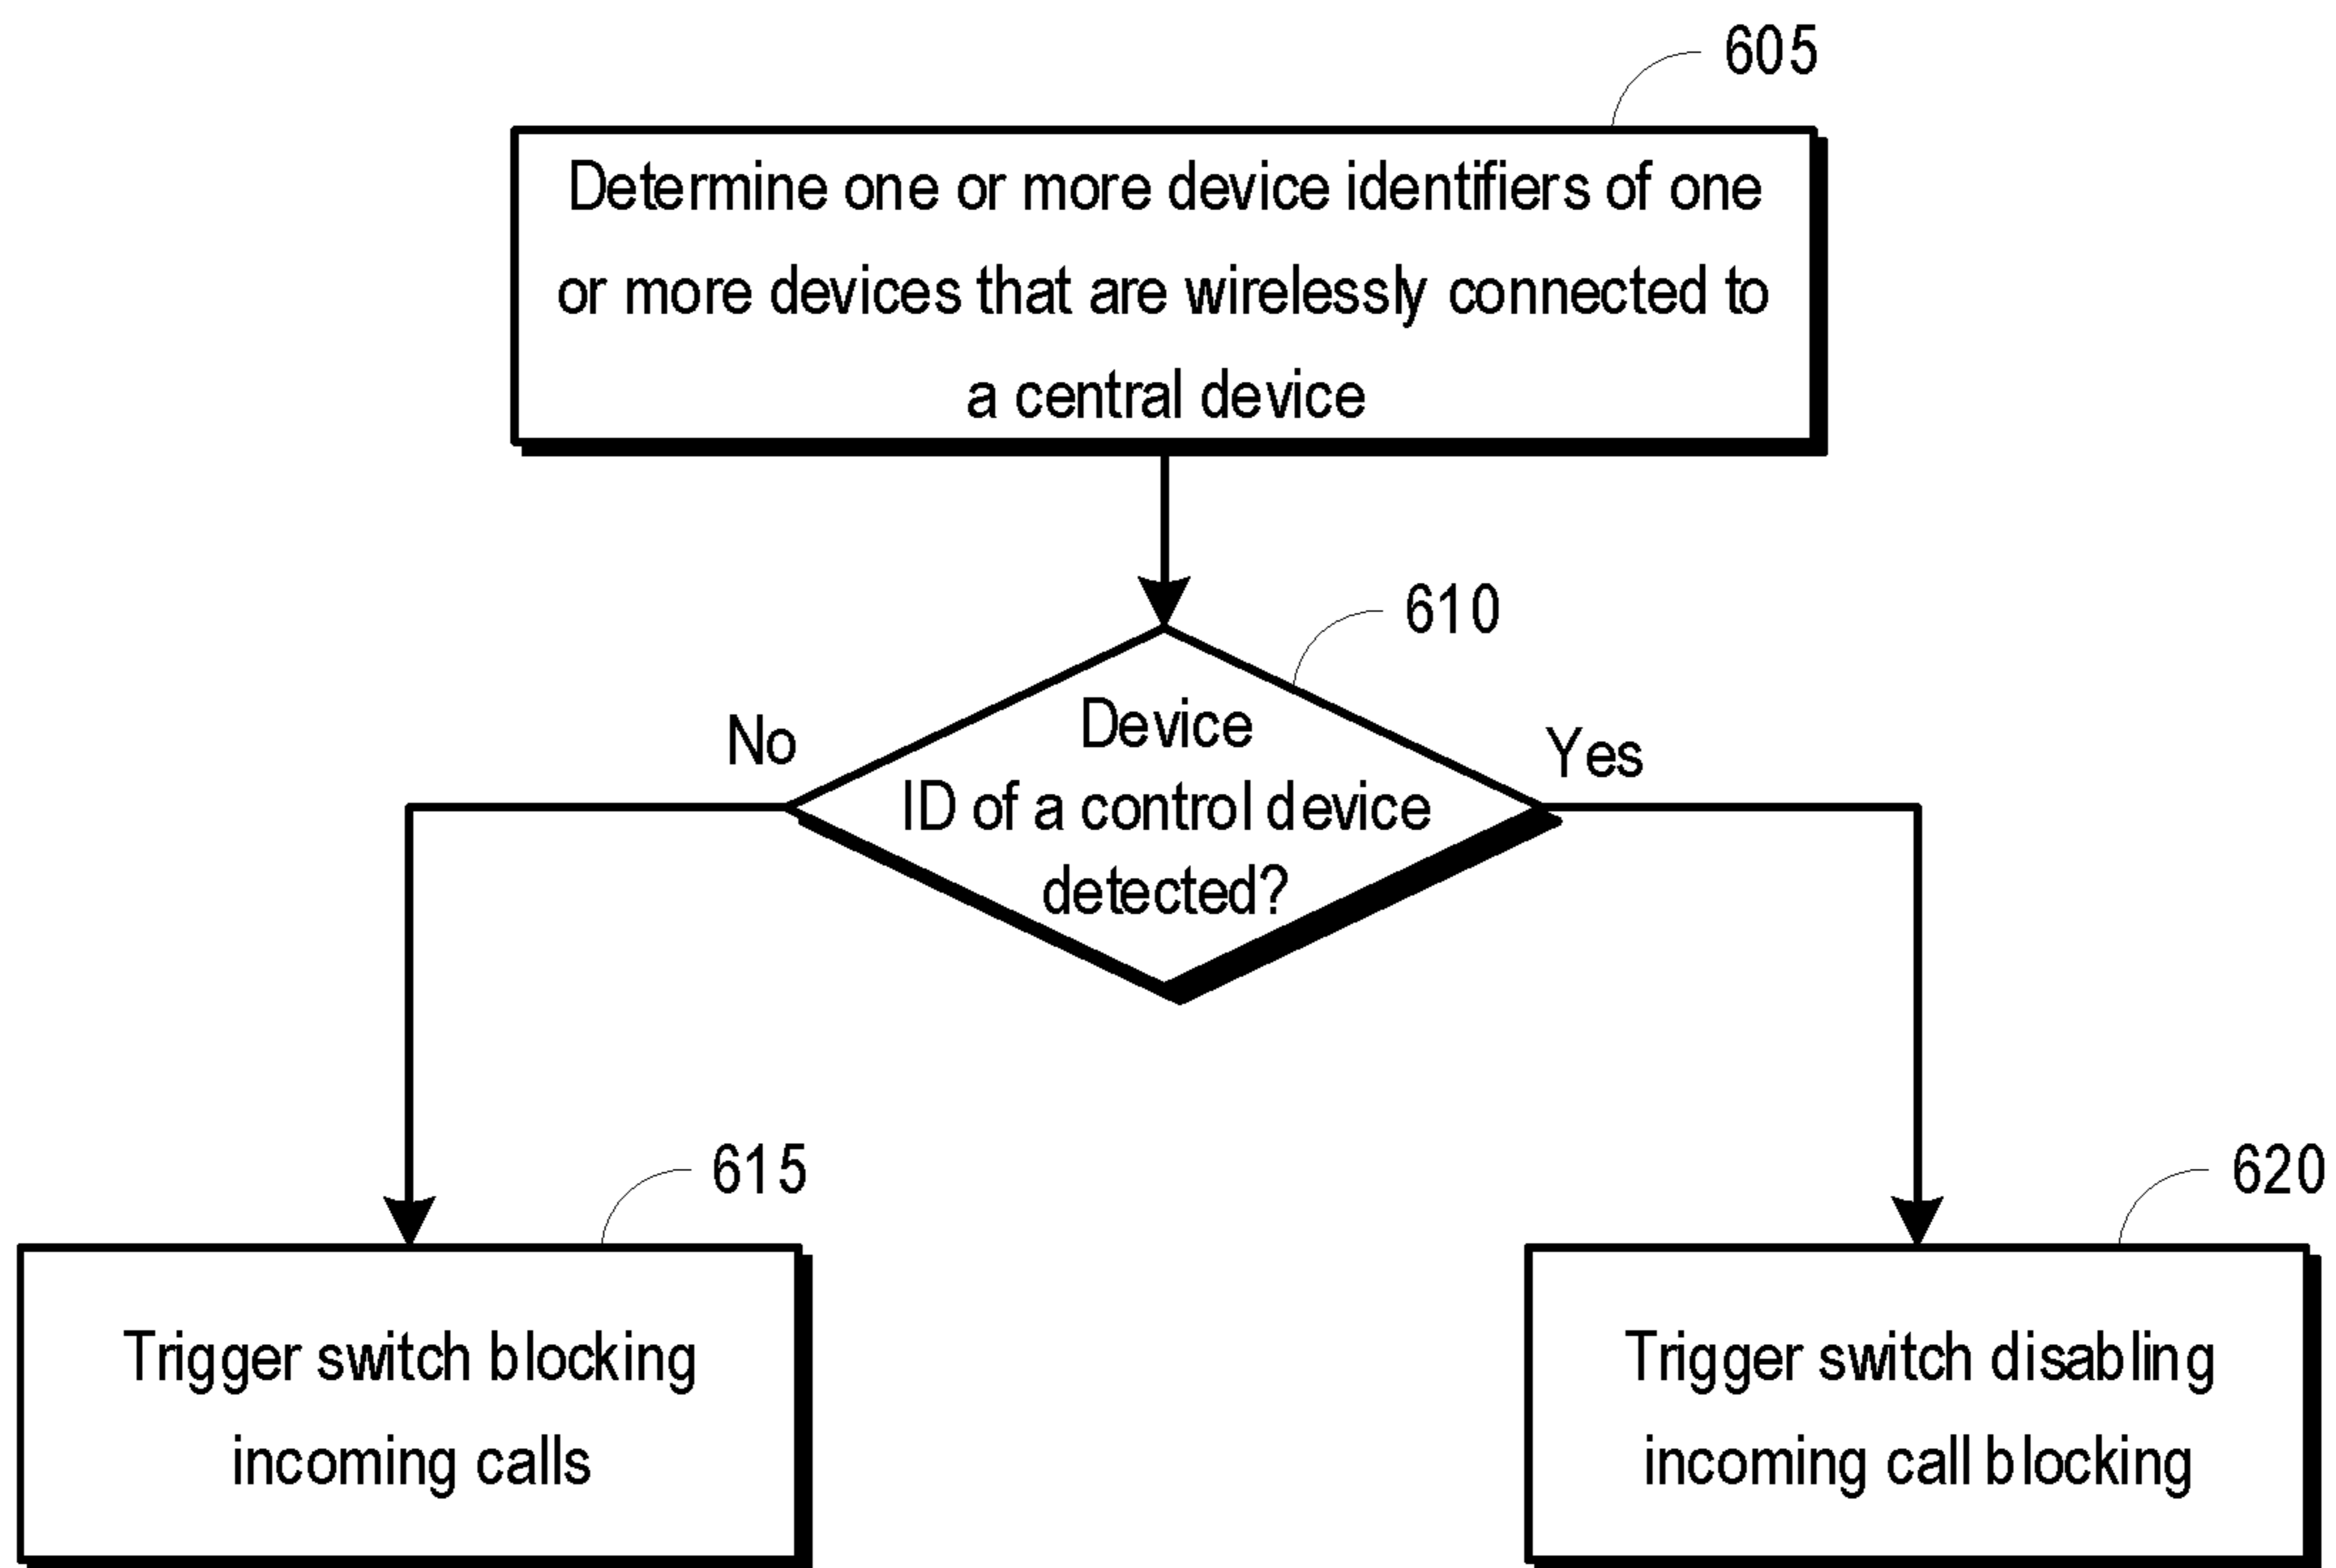 605
Determine one or more device identifiers of one
or more devices that are wirelessly connected to
a central device
610
No
Device
ID of a control device
detected?
Yes
615
620
Trigger switch blocking
incoming calls
Trigger switch disabling
incoming call blocking